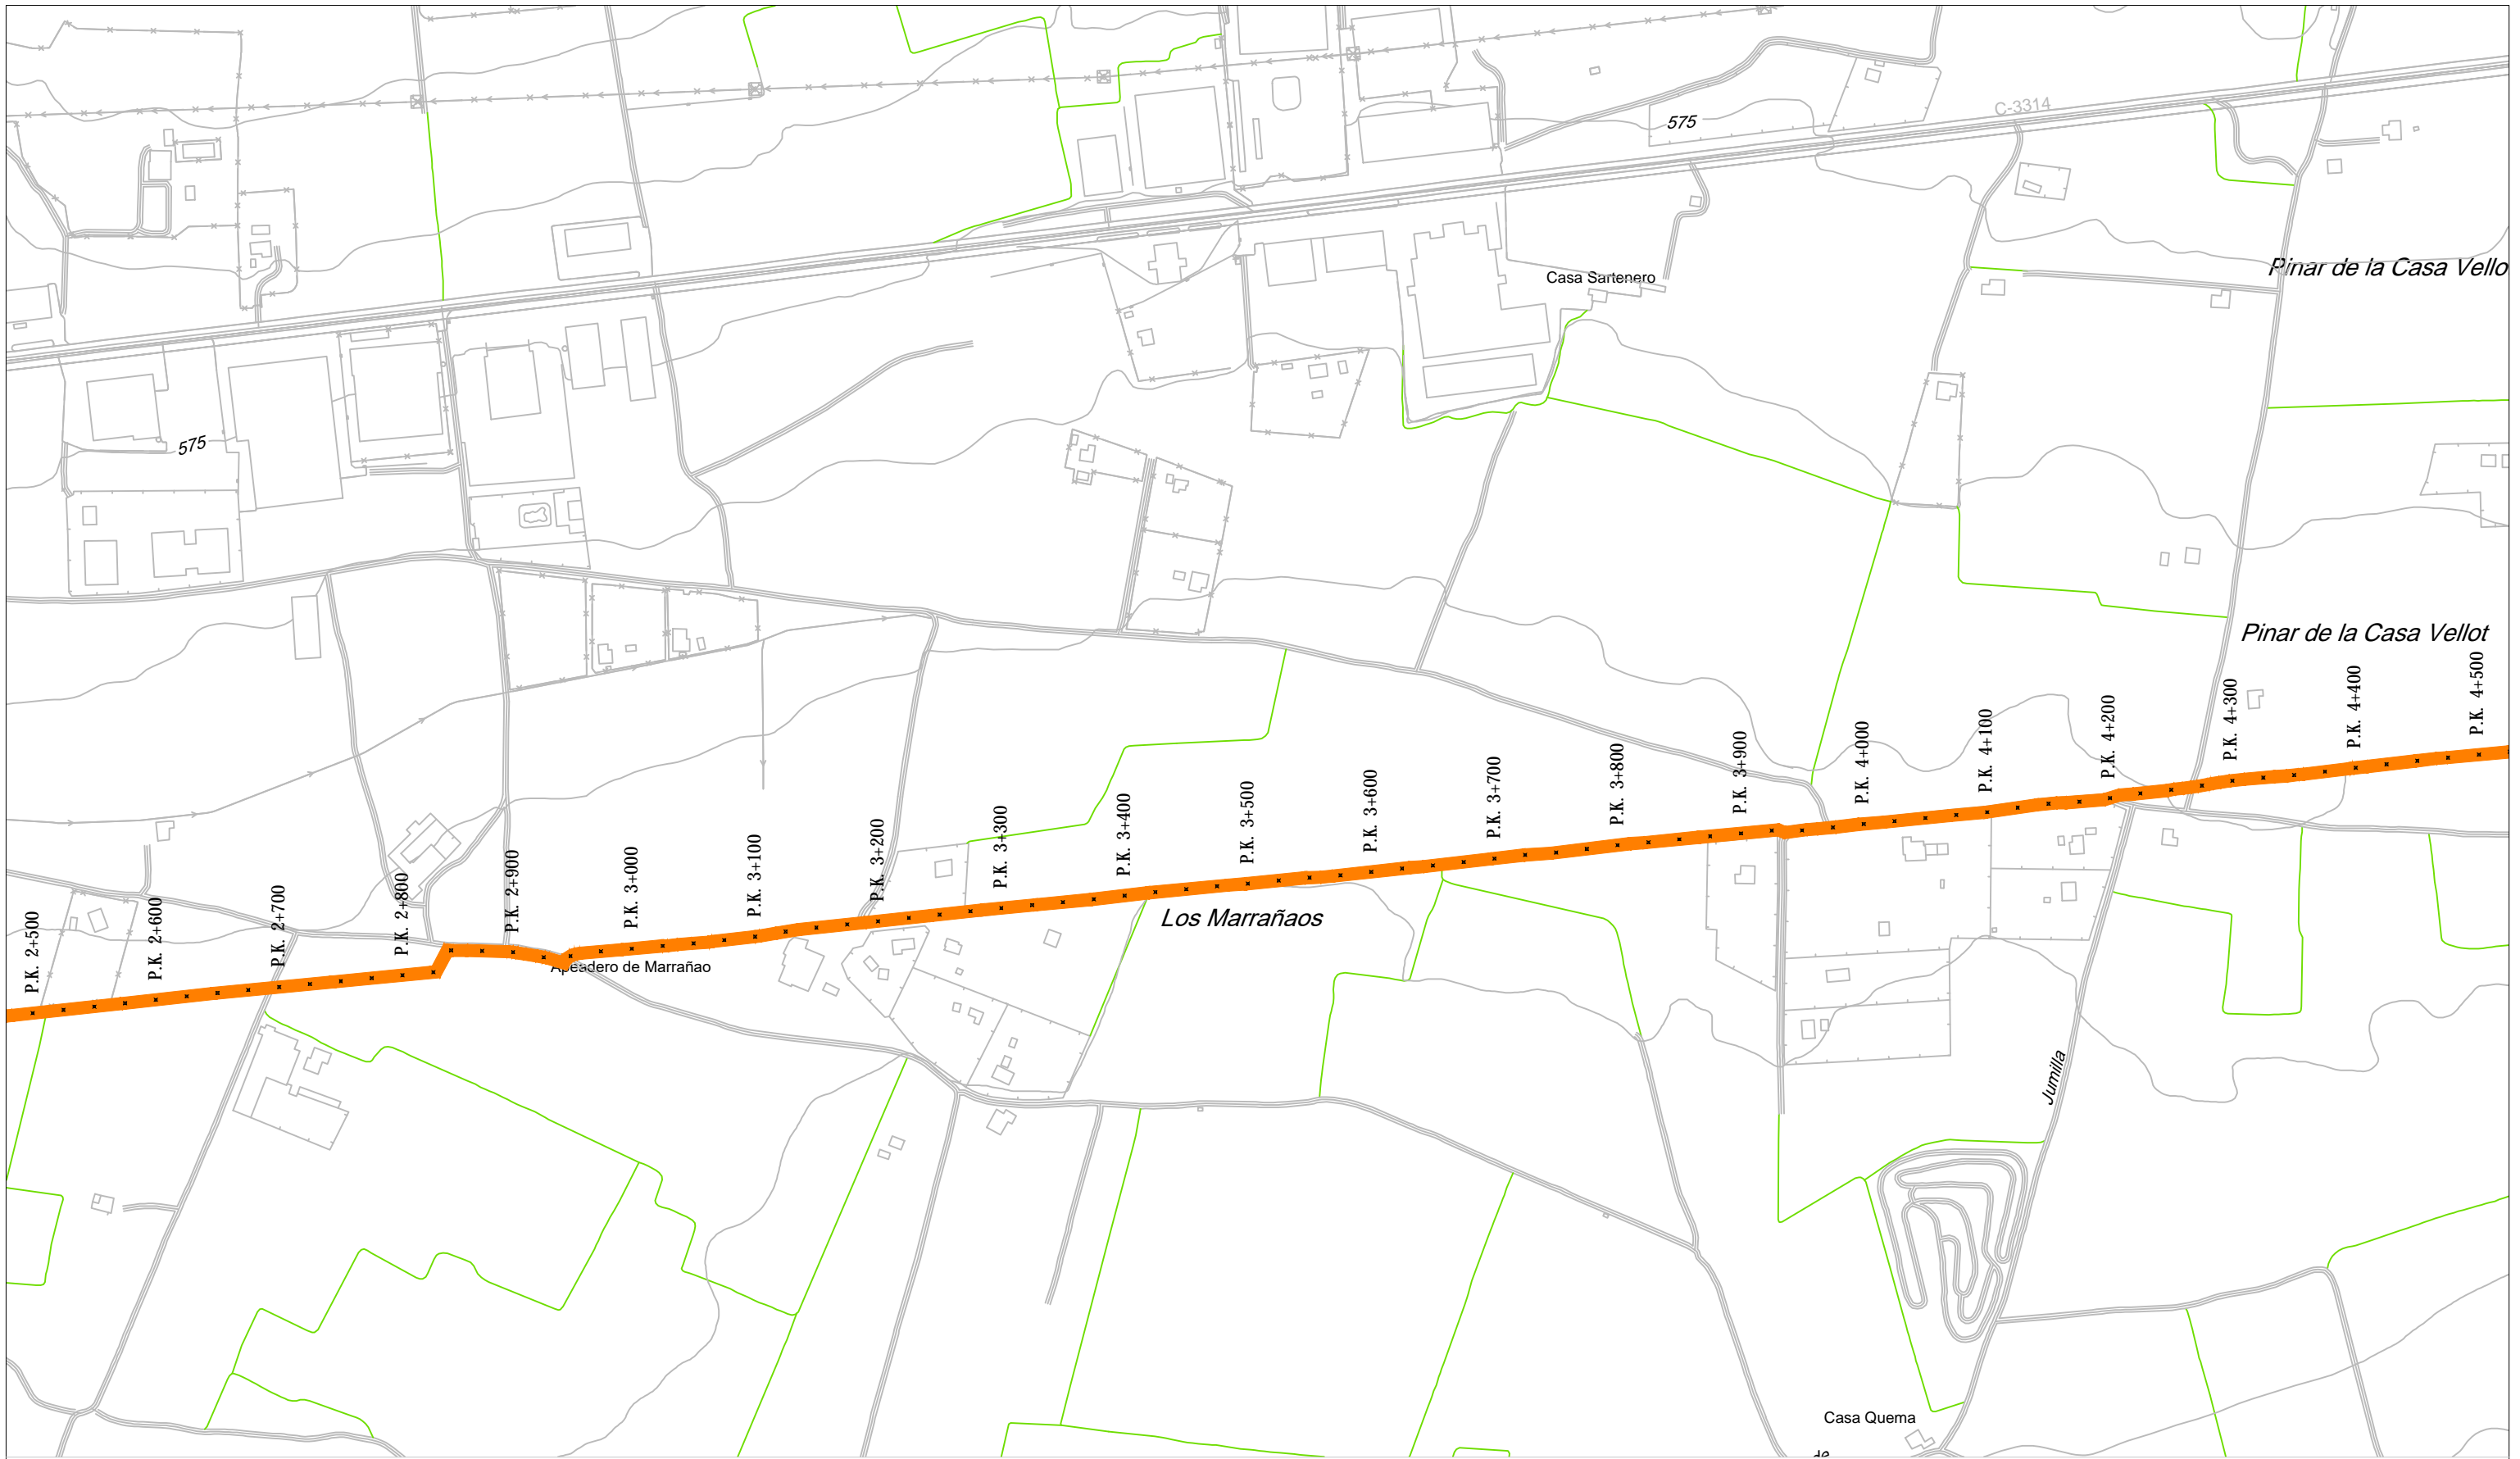 C-3314
575
Pinar de la Casa Vello
Casa Sartenero
575
Pinar de la Casa Vellot
P.K. 2+500
P.K. 2+600
P.K. 2+700
P.K. 2+800
P.K. 2+900
P.K. 3+000
P.K. 3+100
P.K. 3+200
P.K. 3+300
P.K. 3+400
P.K. 3+500
P.K. 3+600
P.K. 3+700
P.K. 3+800
P.K. 3+900
P.K. 4+000
P.K. 4+100
P.K. 4+200
P.K. 4+300
P.K. 4+400
P.K. 4+500
Los Marrañaos
Apeadero de Marrañao
Jumilla
Casa Quema
de